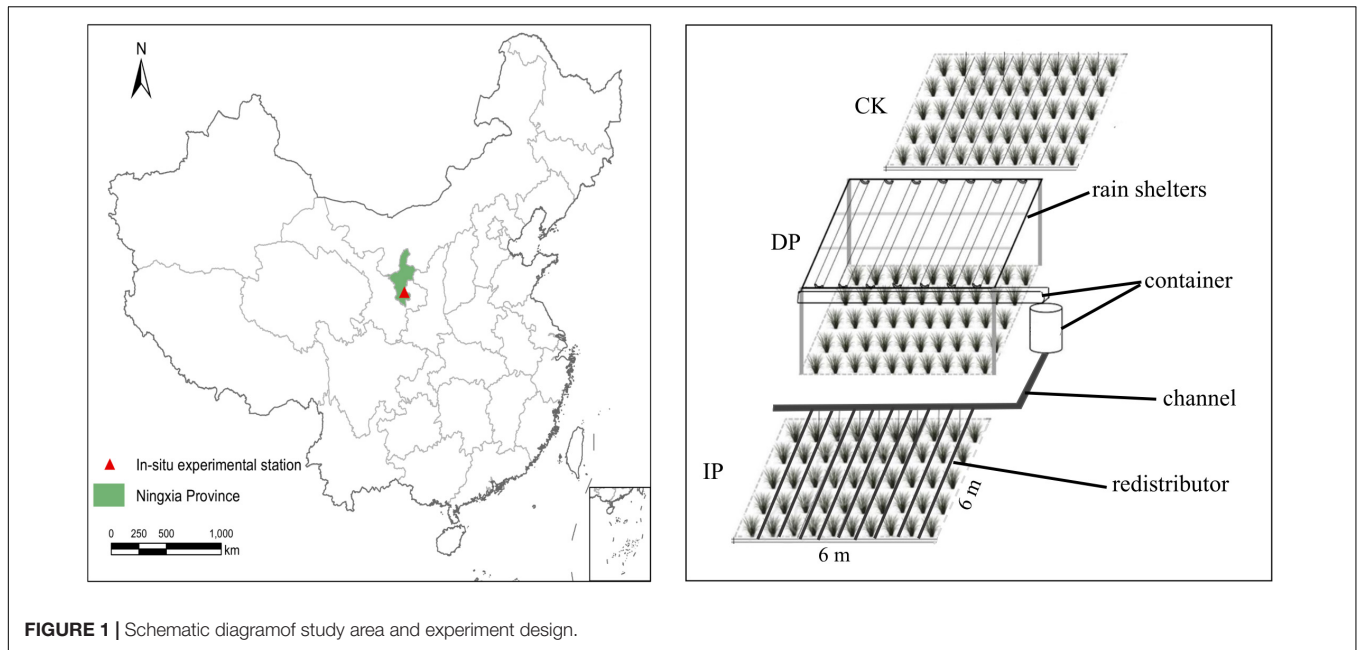 N
In-situ experimental station
Ningxia Province
0 250 500 1,000
km
CK
rain shelters
DP
container
channel
IP
redistributor
6 m
6 m
FIGURE 1 | Schematic diagramof study area and experiment design.